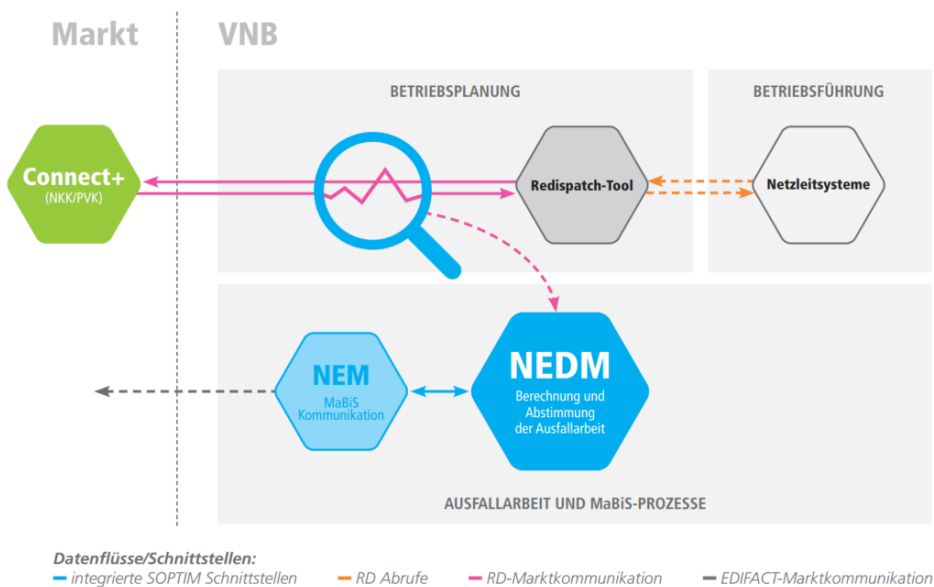 Markt
VNB
BETRIEBSPLANUNG
BETRIEBSFÜHRUNG
Connect+
(NKK/PVK)
Redispatch-Tool
Netzleitsysteme
NEM
MaBiS
Kommunikation
NEDM
Berechnung und
Abstimmung
der Ausfallarbeit
AUSFALLARBEIT UND MaBiS-PROZESSE
Datenflüsse/Schnittstellen:
integrierte SOPTIM Schnittstellen
RD Abrufe
RD-Marktkommunikation
EDIFACT-Marktkommunikation